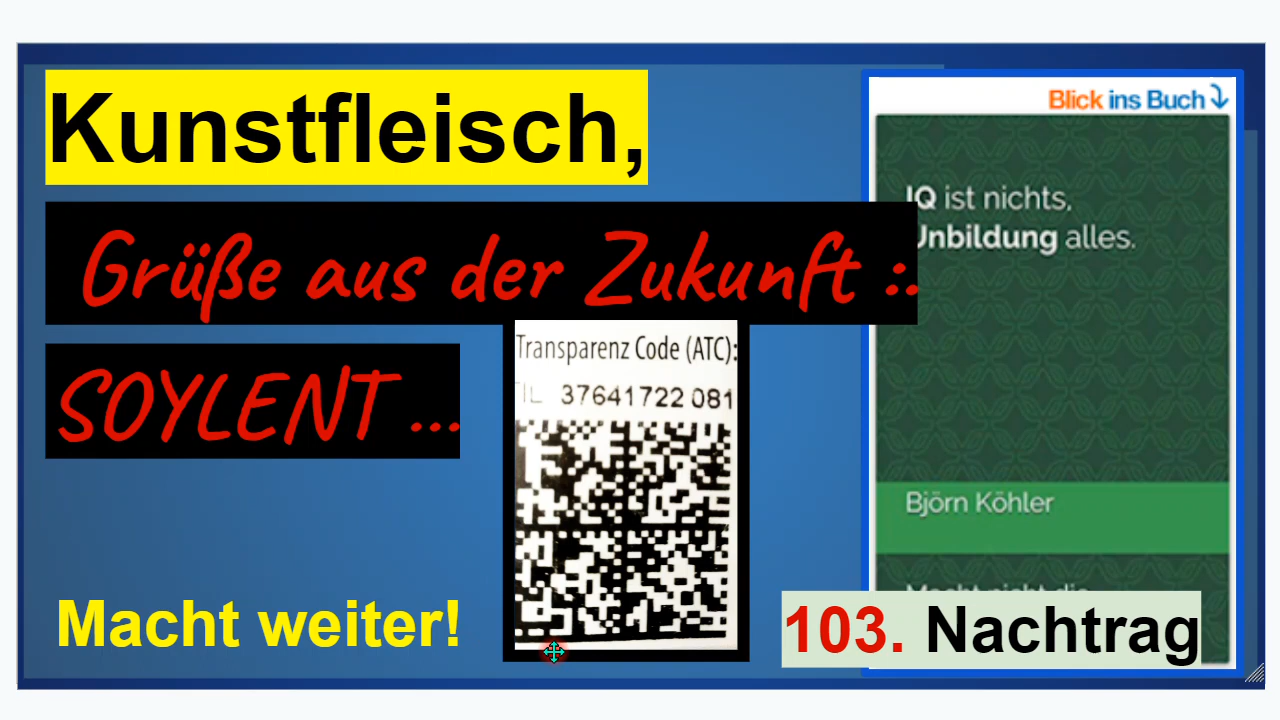 Kunstfleisch,
Grüße aus der Zukunft :.
SOYLENT ...
Macht weiter!
Transparenz Code (ATC):
37641722 081
Blick ins Buch
IQ ist nichts,
Unbildung alles.
Björn Köhler
103. Nachtrag